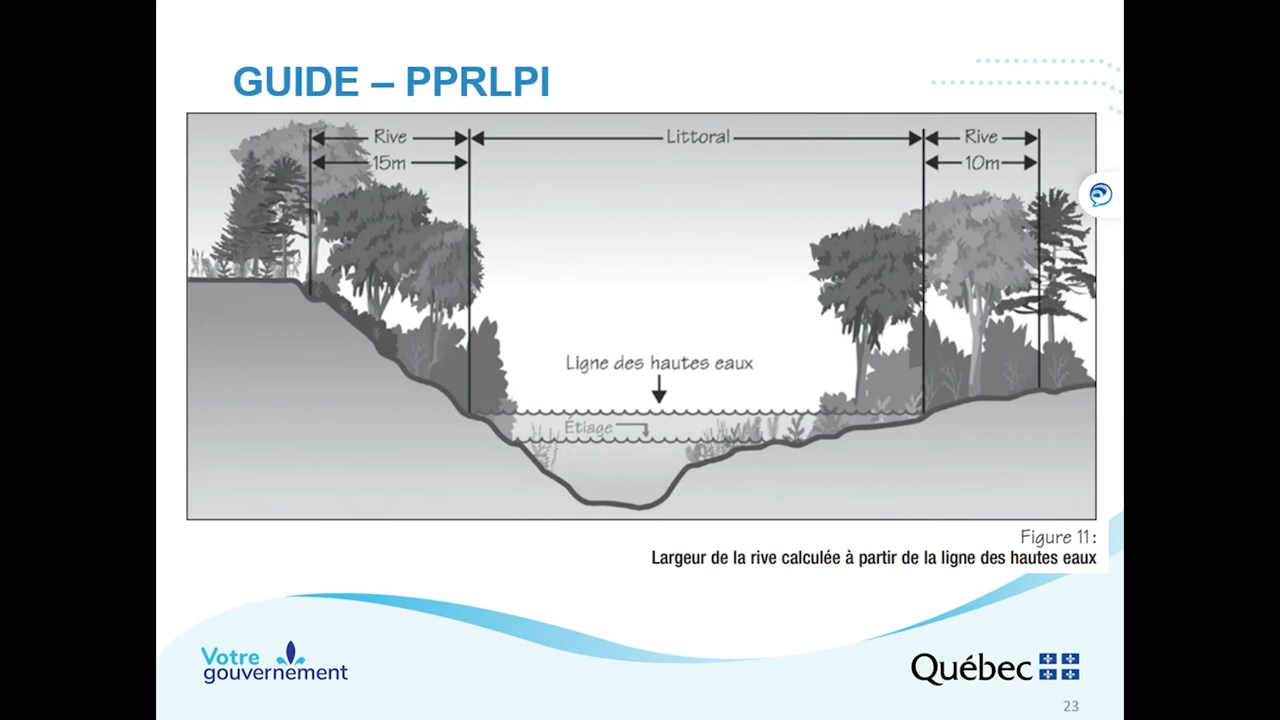 GUIDE – PPRLPI
Rive
Littoral
Rive
15m
10m
Ligne des hautes eaux
Étiage
Figure 11 :
Largeur de la rive calculée à partir de la ligne des hautes eaux
Votre
gouvernement
Québec
23